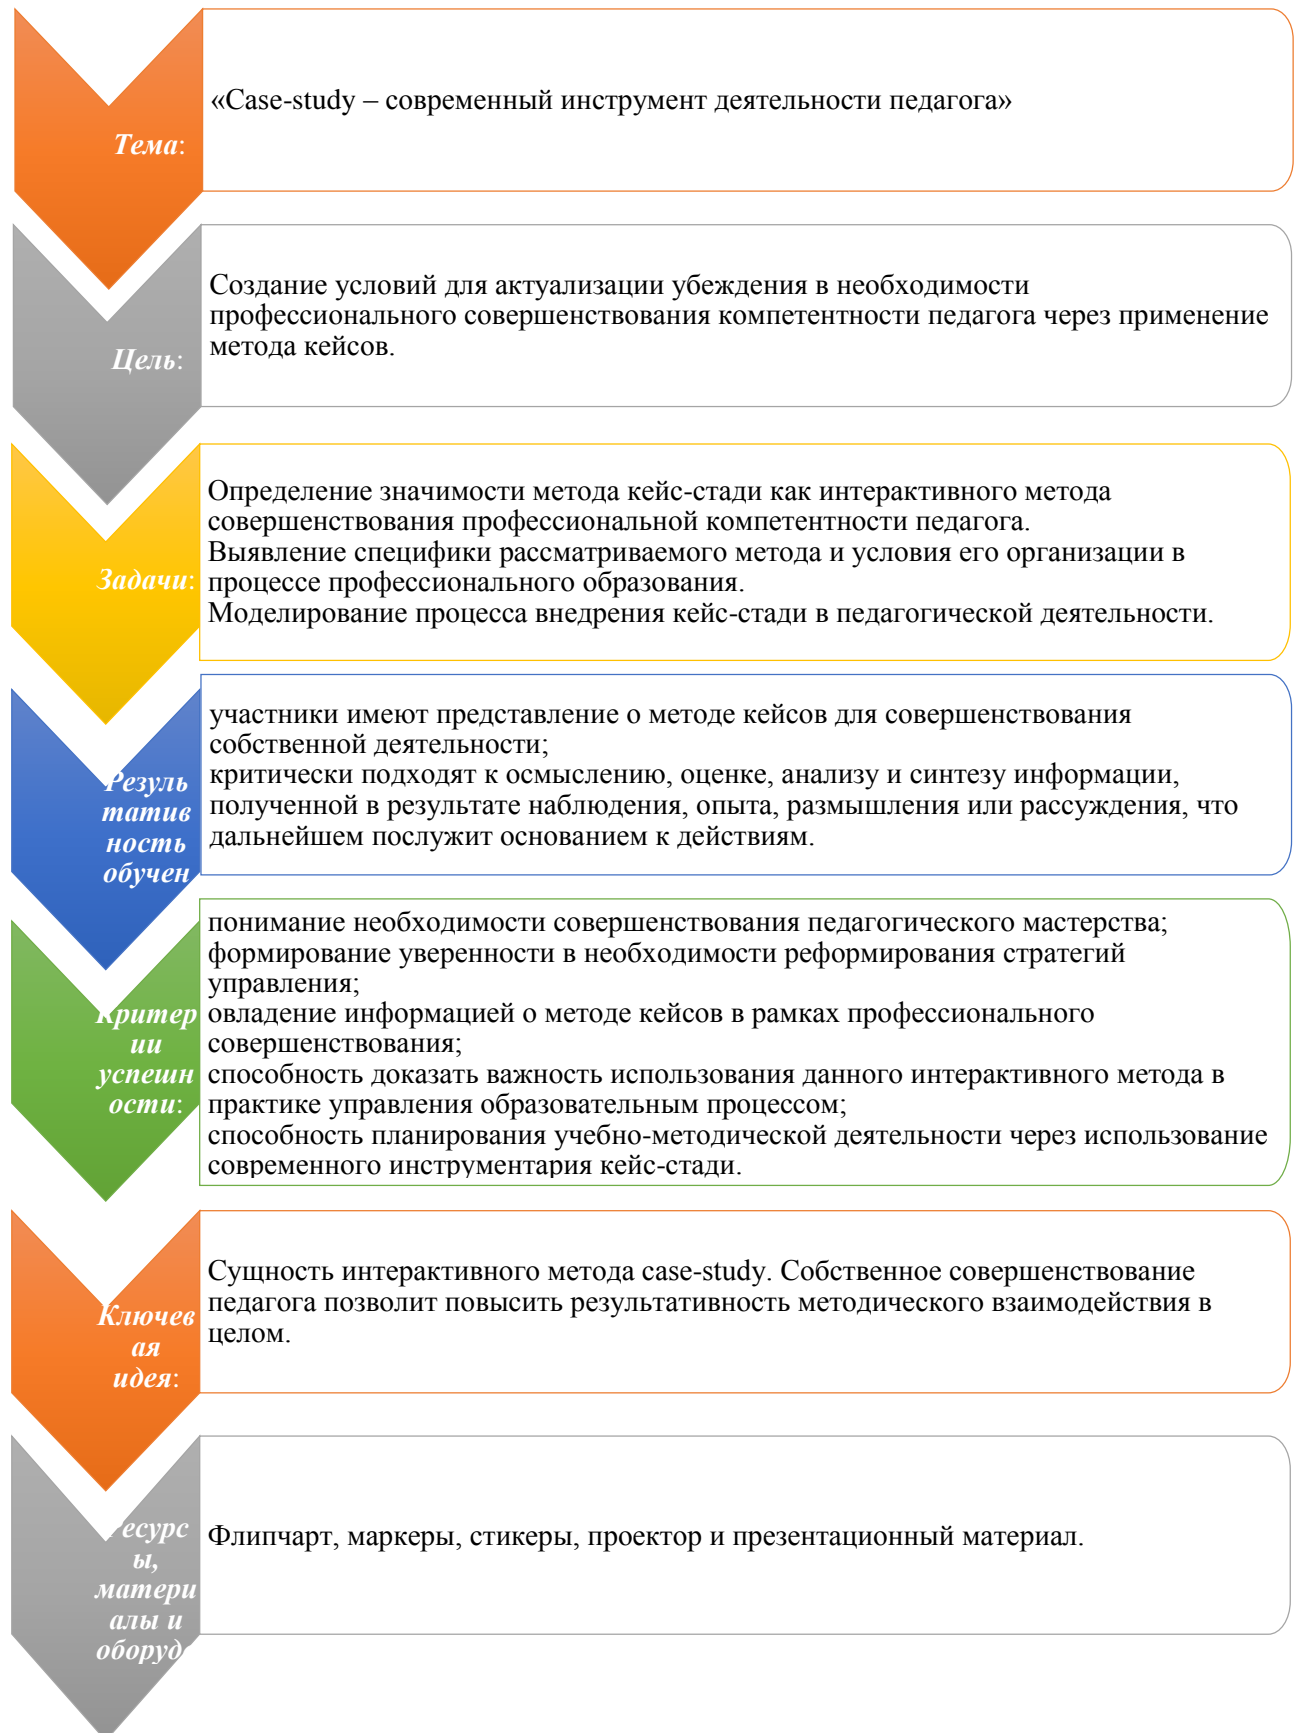 Тема:
«Case-study – современный инструмент деятельности педагога»
Цель:
Создание условий для актуализации убеждения в необходимости
профессионального совершенствования компетентности педагога через применение
метода кейсов.
Задачи:
Определение значимости метода кейс-стади как интерактивного метода
совершенствования профессиональной компетентности педагога.
Выявление специфики рассматриваемого метода и условия его организации в
процессе профессионального образования.
Моделирование процесса внедрения кейс-стади в педагогической деятельности.
Резуль
татив
ность
обучен
участники имеют представление о методе кейсов для совершенствования
собственной деятельности;
критически подходят к осмыслению, оценке, анализу и синтезу информации,
полученной в результате наблюдения, опыта, размышления или рассуждения, что
дальнейшем послужит основанием к действиям.
Критер
ии
успешн
ости:
понимание необходимости совершенствования педагогического мастерства;
формирование уверенности в необходимости реформирования стратегий
управления;
овладение информацией о методе кейсов в рамках профессионального
совершенствования;
способность доказать важность использования данного интерактивного метода в
практике управления образовательным процессом;
способность планирования учебно-методической деятельности через использование
современного инструментария кейс-стади.
Ключев
ая
идея:
Сущность интерактивного метода case-study. Собственное совершенствование
педагога позволит повысить результативность методического взаимодействия в
целом.
Ресурс
ы,
матери
алы и
оборудо
Флипчарт, маркеры, стикеры, проектор и презентационный материал.